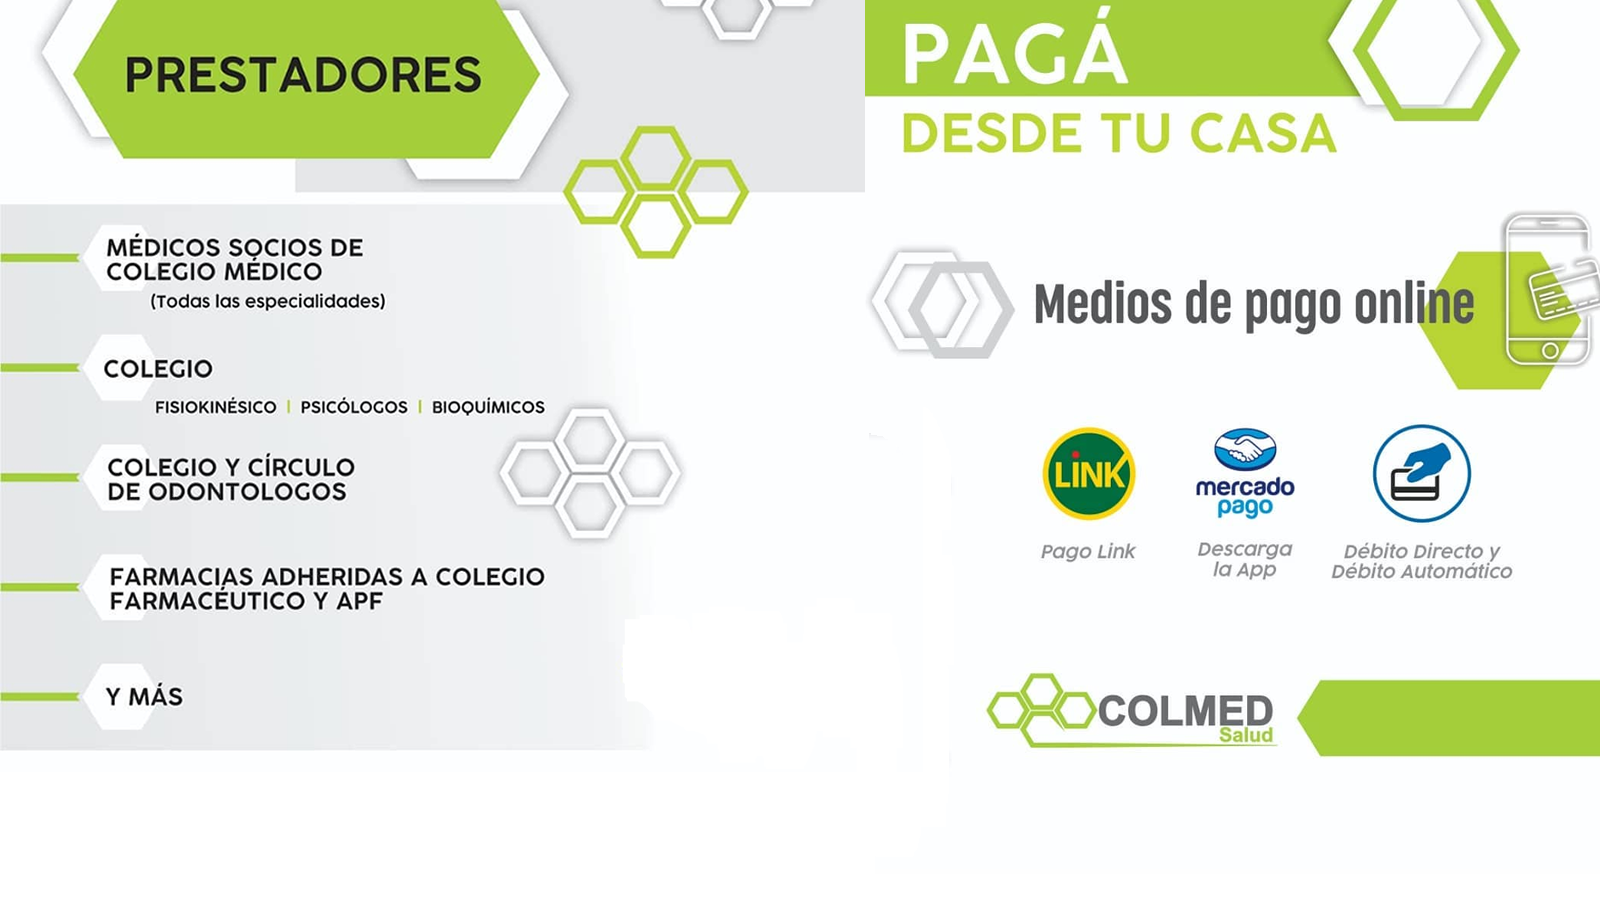 PRESTADORES
MÉDICOS SOCIOS DE
COLEGIO MÉDICO
(Todas las especialidades)
COLEGIO
FISIOKINÉSICO | PSICÓLOGOS | BIOQUÍMICOS
COLEGIO Y CÍRCULO
DE ODONTOLOGOS
FARMACIAS ADHERIDAS A COLEGIO
FARMACÉUTICO Y APF
Y MÁS
PAGÁ
DESDE TU CASA
Medios de pago online
LINK
mercado
pago
Pago Link
Descarga
la App
Débito Directo y
Débito Automático
COLMED
Salud